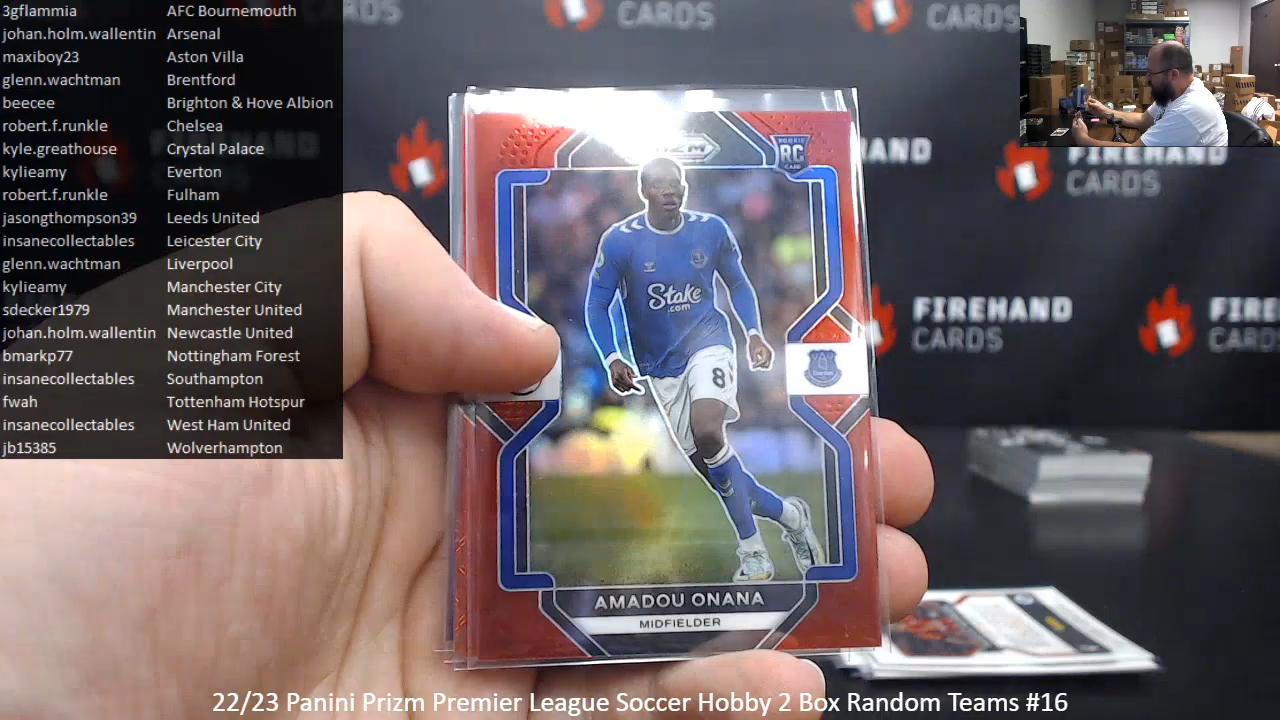 3gflammia AFC Bournemouth
johan.holm.wallentin Arsenal
maxiboy23 Aston Villa
glenn.wachtman Brentford
beecee Brighton & Hove Albion
robert.f.runkle Chelsea
kyle.greathouse Crystal Palace
kylieamy Everton
robert.f.runkle Fulham
jasongthompson39 Leeds United
insanecollectables Leicester City
glenn.wachtman Liverpool
kylieamy Manchester City
sdecker1979 Manchester United
johan.holm.wallentin Newcastle United
bmarkp77 Nottingham Forest
insanecollectables Southampton
fwah Tottenham Hotspur
insanecollectables West Ham United
jb15385 Wolverhampton
CARDS
CARDS
ROOKIE
RC
CARD
CARDS
FIREHAND
CARDS
Stake
.com
8
AMADOU ONANA
MIDFIELDER
22/23 Panini Prizm Premier League Soccer Hobby 2 Box Random Teams #16